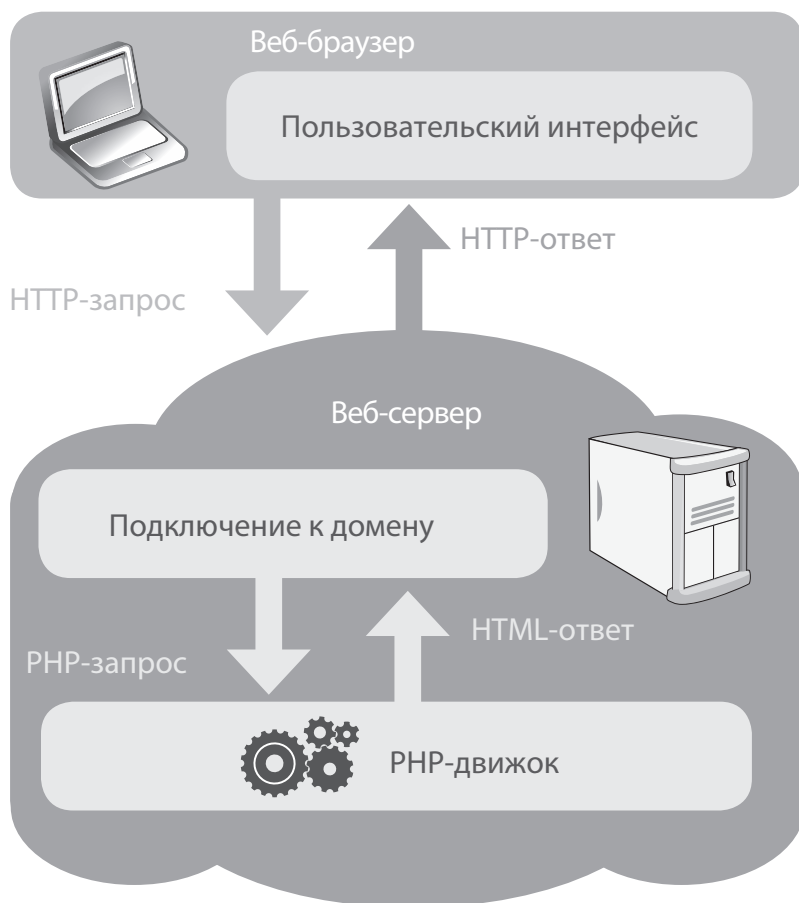 Веб-браузер
Пользовательский интерфейс
HTTP-ответ
HTTP-запрос
Веб-сервер
Подключение к домену
HTML-ответ
PHP-запрос
PHP-движок